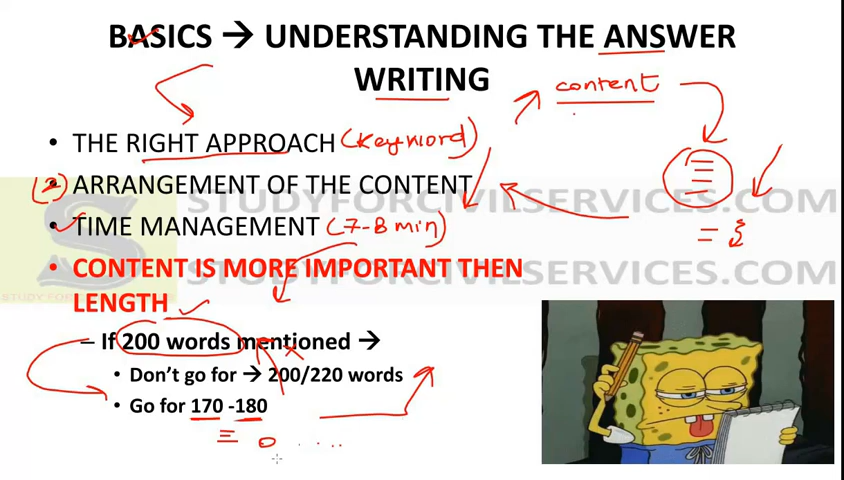 BASICS → UNDERSTANDING THE ANSWER
WRITING
content
• THE RIGHT APPROACH (keyword)
(2) ARRANGEMENT OF THE CONTENT
STUDYFORCIVILSERVICES.COM
• TIME MANAGEMENT (7-8 min)
• CONTENT IS MORE IMPORTANT THEN
LENGTH
STUDYFORCIVILSERVICES.COM
– If 200 words mentioned →
• Don't go for → 200/220 words
• Go for 170 -180